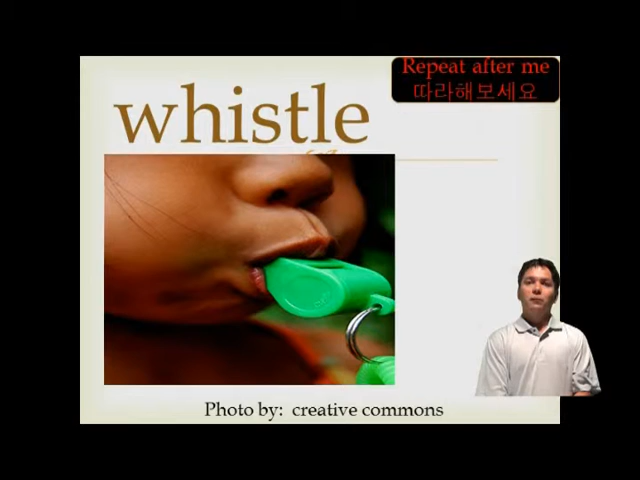 Repeat after me
따라해보세요
whistle
Photo by: creative commons